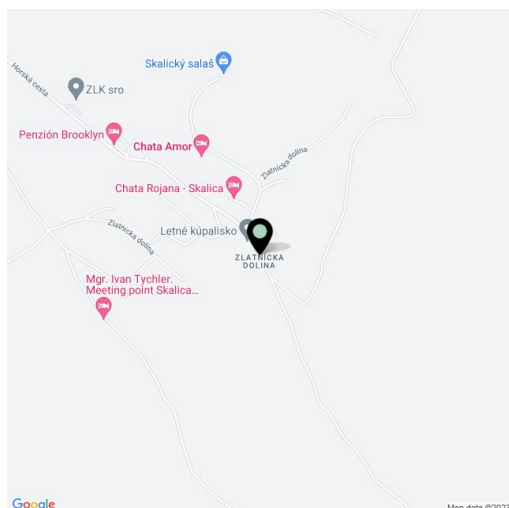 Skalický salaš
Horská cesta
ZLK sro
Penzión Brooklyn
Chata Amor
Zlatnícka dolina
Chata Rojana - Skalica
Zlatnícka dolina
Letné kúpalisko
ZLATNÍCKA
DOLINA
Mgr. Ivan Tychler.
Meeting point Skalica...
Google